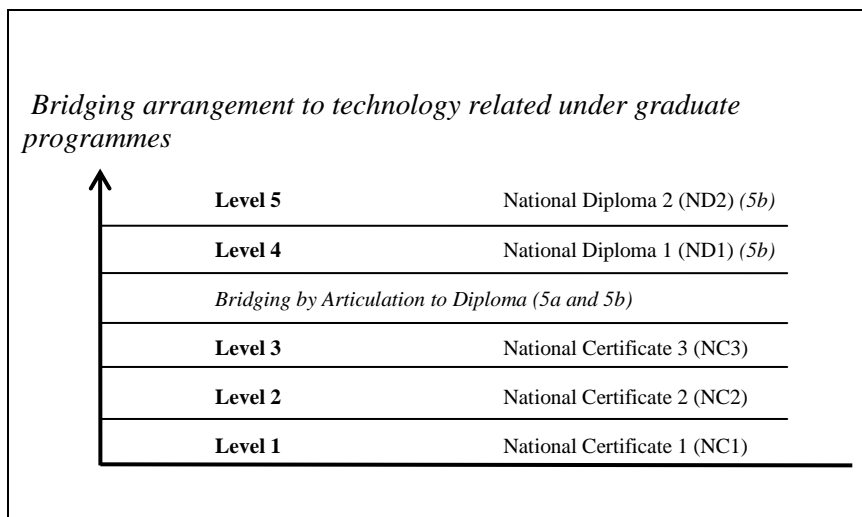 Bridging arrangement to technology related under graduate
programmes
Level 5 National Diploma 2 (ND2) (5b)
Level 4 National Diploma 1 (ND1) (5b)
Bridging by Articulation to Diploma (5a and 5b)
Level 3 National Certificate 3 (NC3)
Level 2 National Certificate 2 (NC2)
Level 1 National Certificate 1 (NC1)